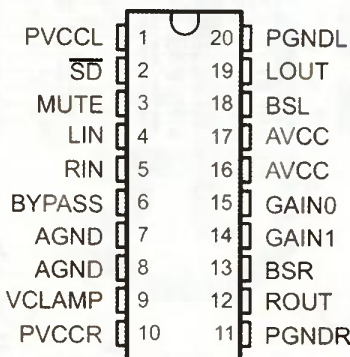 PVCCL 1 20 PGNDL
SD 2 19 LOUT
MUTE 3 18 BSL
LIN 4 17 AVCC
RIN 5 16 AVCC
BYPASS 6 15 GAIN0
AGND 7 14 GAIN1
AGND 8 13 BSR
VCLAMP 9 12 ROUT
PVCCR 10 11 PGNDR